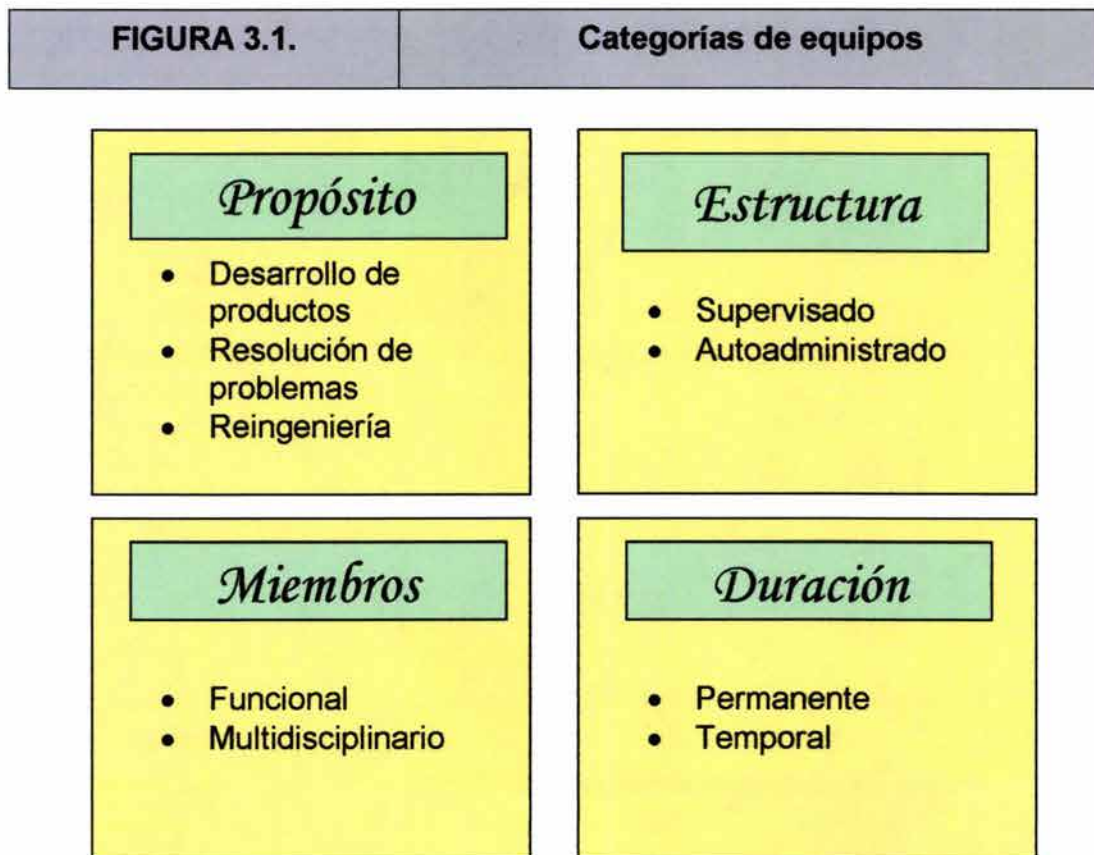 FIGURA 3.1.
Categorías de equipos
Propósito
• Desarrollo de
productos
• Resolución de
problemas
• Reingeniería
Estructura
• Supervisado
• Autoadministrado
Miembros
• Funcional
• Multidisciplinario
Duración
• Permanente
• Temporal